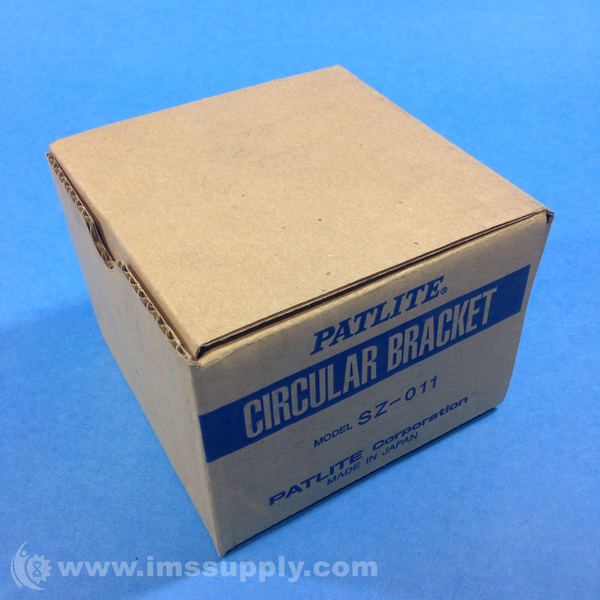 PATLITE®
CIRCULAR BRACKET
MODEL SZ-011
PATLITE Corporation
MADE IN JAPAN
www.imssupply.com